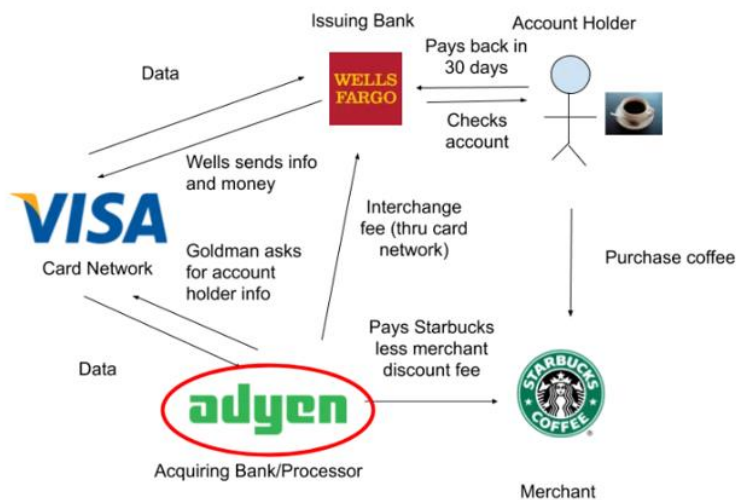 Issuing Bank
Account Holder
Pays back in
30 days
Data
WELLS
FARGO
Checks
account
Wells sends info
and money
VISA
Card Network
Interchange
fee (thru card
network)
Goldman asks
for account
holder info
Purchase coffee
Pays Starbucks
less merchant
discount fee
Data
adyen
STARBUCKS
COFFEE
®
Acquiring Bank/Processor
Merchant